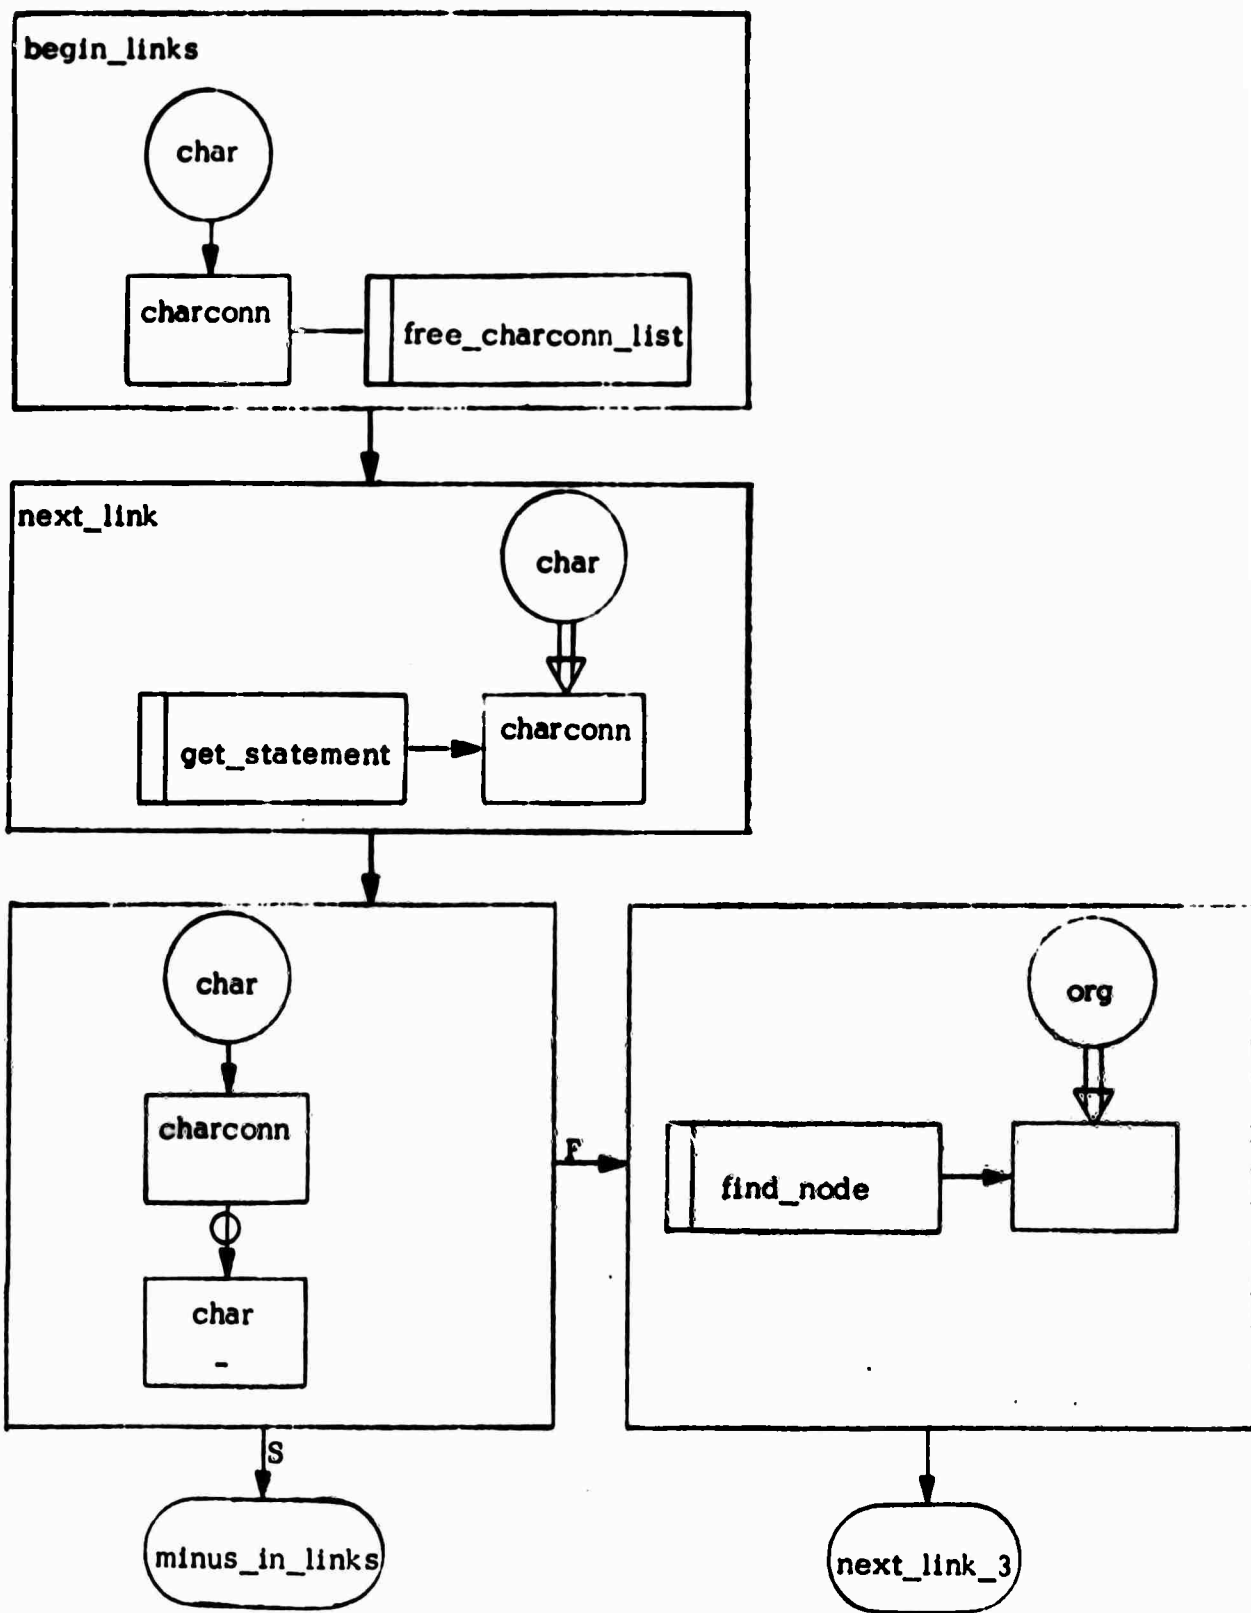 begin_links
char
charconn
free_charconn_list
next_link
char
get_statement
charconn
char
charconn
char
-
F
org
find_node
S
minus_in_links
next_link_3